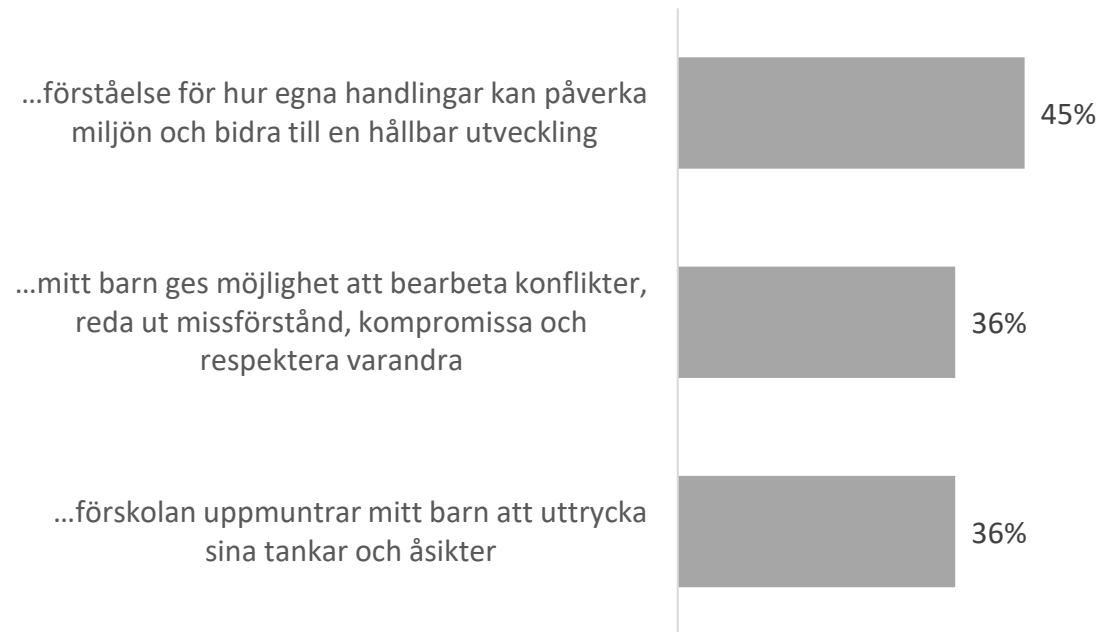 …förståelse för hur egna handlingar kan påverka
miljön och bidra till en hållbar utveckling
45%
…mitt barn ges möjlighet att bearbeta konflikter,
reda ut missförstånd, kompromissa och
respektera varandra
36%
…förskolan uppmuntrar mitt barn att uttrycka
sina tankar och åsikter
36%